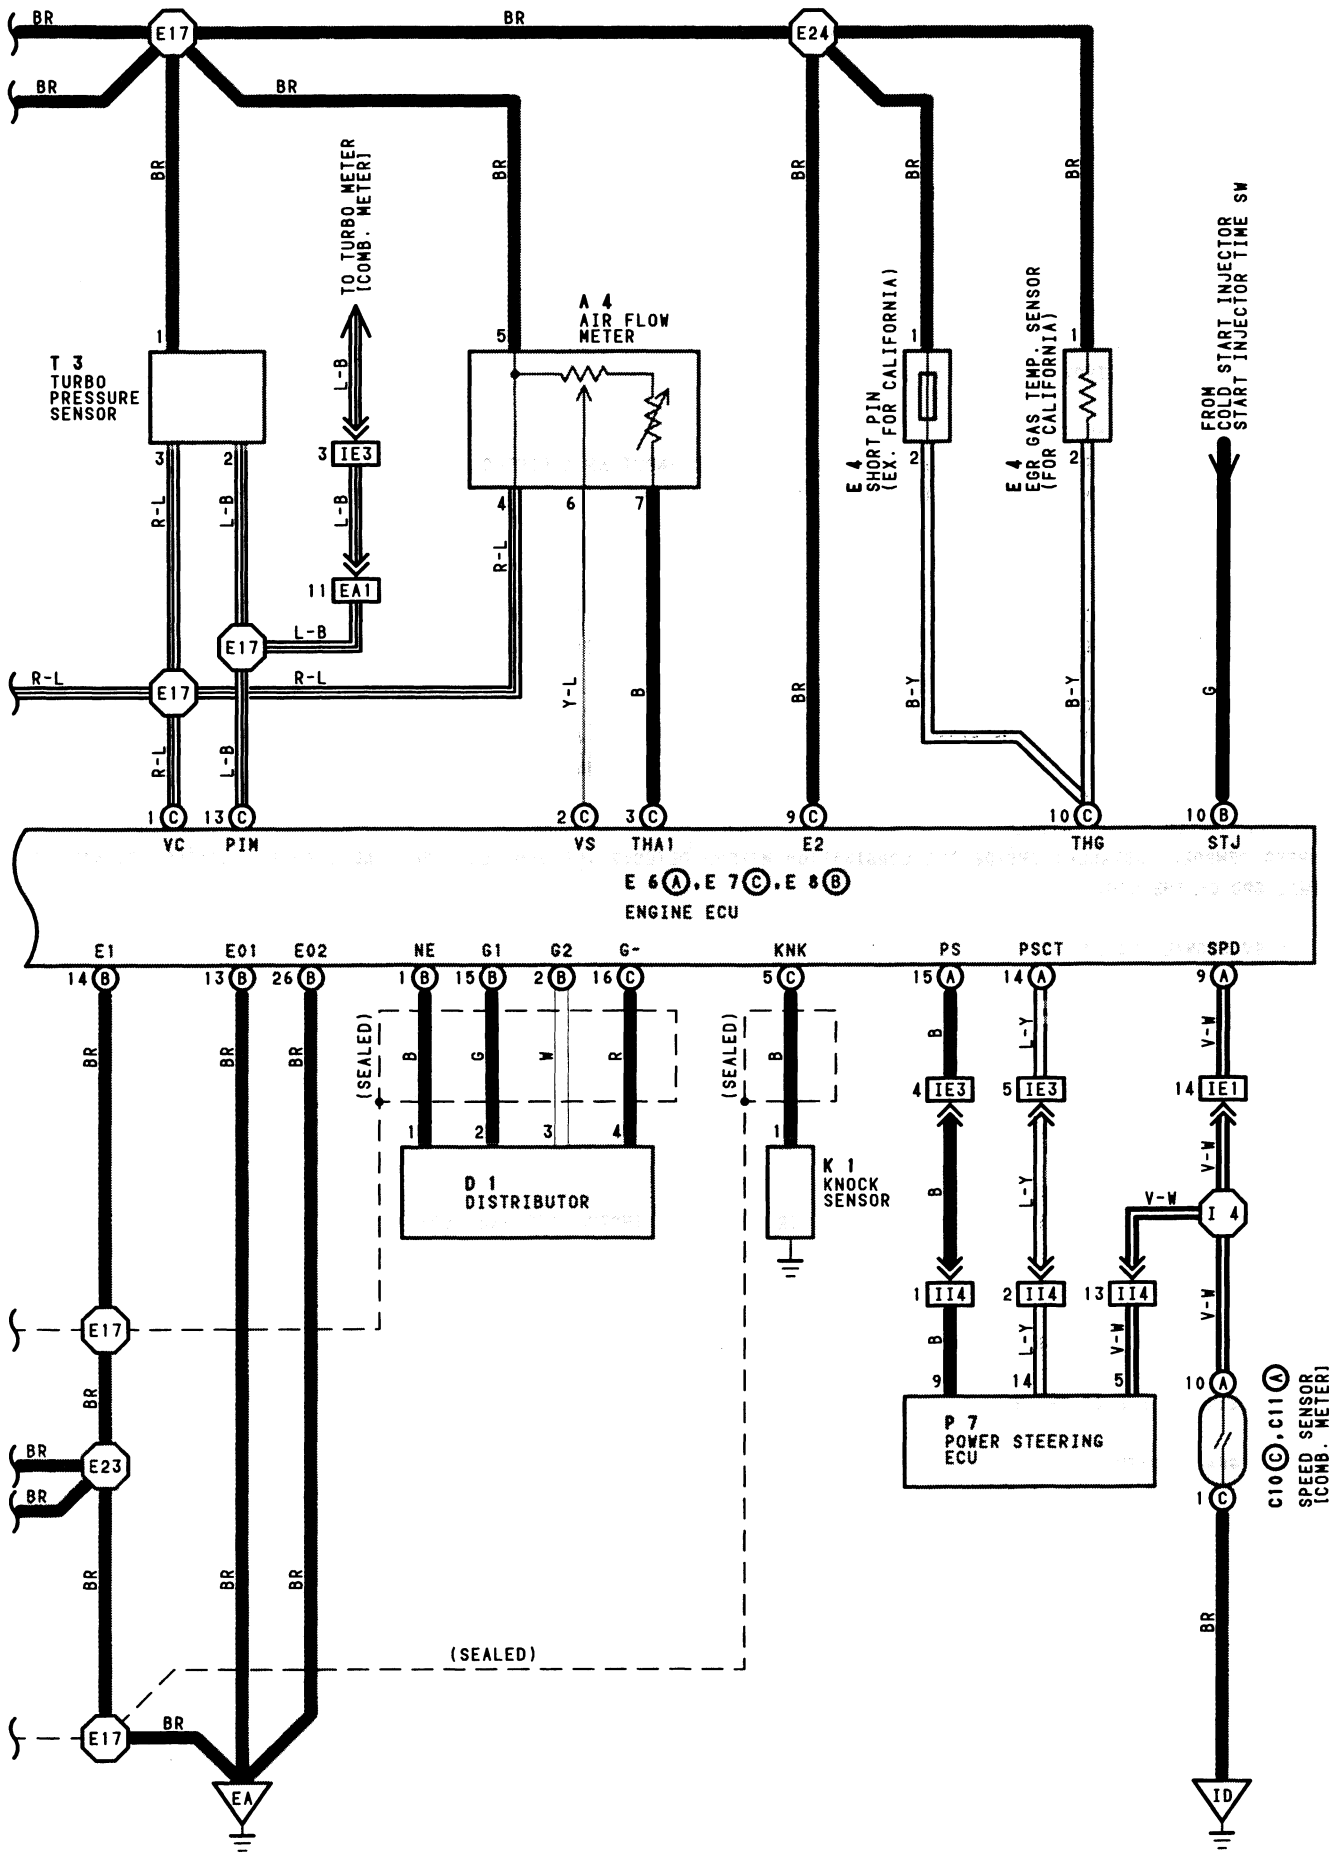 BR
E17
BR
E24
BR
BR
BR
BR
BR
BR
BR
TO TURBO METER
[COMB. METER]
FROM
COLD START INJECTOR
START INJECTOR TIME SW
A 4
AIR FLOW
METER
E 4
SHORT PIN
(EX. FOR CALIFORNIA)
E 4
EGR GAS TEMP. SENSOR
(FOR CALIFORNIA)
1
5
1
1
T 3
TURBO
PRESSURE
SENSOR
L-B
3
2
3 IE3
2
2
4
6
7
R-L
L-B
L-B
R-L
11 EA1
E17
L-B
R-L
E17
R-L
Y-L
B
BR
B-Y
B-Y
G
R-L
L-B
1 C
13 C
2 C
3 C
9 C
10 C
10 B
VC
PIM
VS
THA1
E2
THG
STJ
E 6 A, E 7 C, E 8 B
ENGINE ECU
E1
E01
E02
NE
G1
G2
G-
KNK
PS
PSCT
SPD
14 B
13 B
26 B
1 B
15 B
2 B
16 C
5 C
15 A
14 A
9 A
BR
BR
BR
(SEALED)
B
G
W
R
(SEALED)
B
B
L-Y
V-W
4 IE3
5 IE3
14 IE1
1
2
3
4
1
D 1
DISTRIBUTOR
K 1
KNOCK
SENSOR
B
L-Y
V-W
V-W
I 4
1 II4
2 II4
13 II4
V-W
E17
B
L-Y
V-W
9
14
5
10 A
BR
P 7
POWER STEERING
ECU
C10 C, C11 A
SPEED SENSOR
[COMB. METER]
BR
E23
BR
1 C
BR
BR
BR
BR
(SEALED)
E17
BR
EA
ID